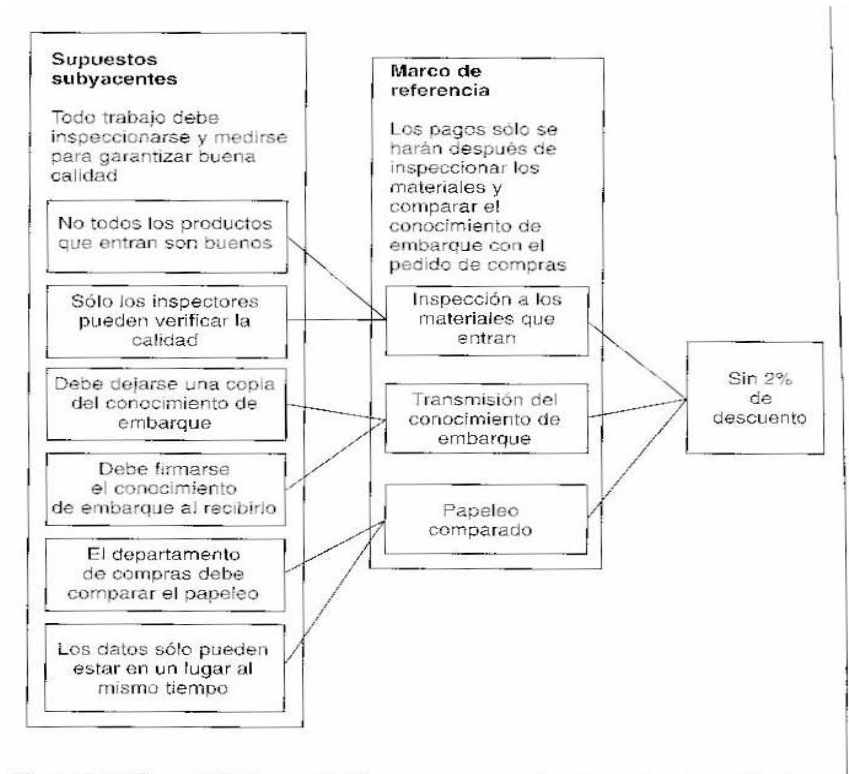 Supuestos
subyacentes
Todo trabajo debe
inspeccionarse y medirse
para garantizar buena
calidad
No todos los productos
que entran son buenos
Sólo los inspectores
pueden verificar la
calidad
Debe dejarse una copia
del conocimiento de
embarque
Debe firmarse
el conocimiento
de embarque al recibirlo
El departamento
de compras debe
comparar el papeleo
Los datos sólo pueden
estar en un lugar al
mismo tiempo
Marco de
referencia
Los pagos sólo se
harán después de
inspeccionar los
materiales y
comparar el
conocimiento de
embarque con el
pedido de compras
Inspección a los
materiales que
entran
Transmisión del
conocimiento de
embarque
Papeleo
comparado
Sin 2%
de
descuento